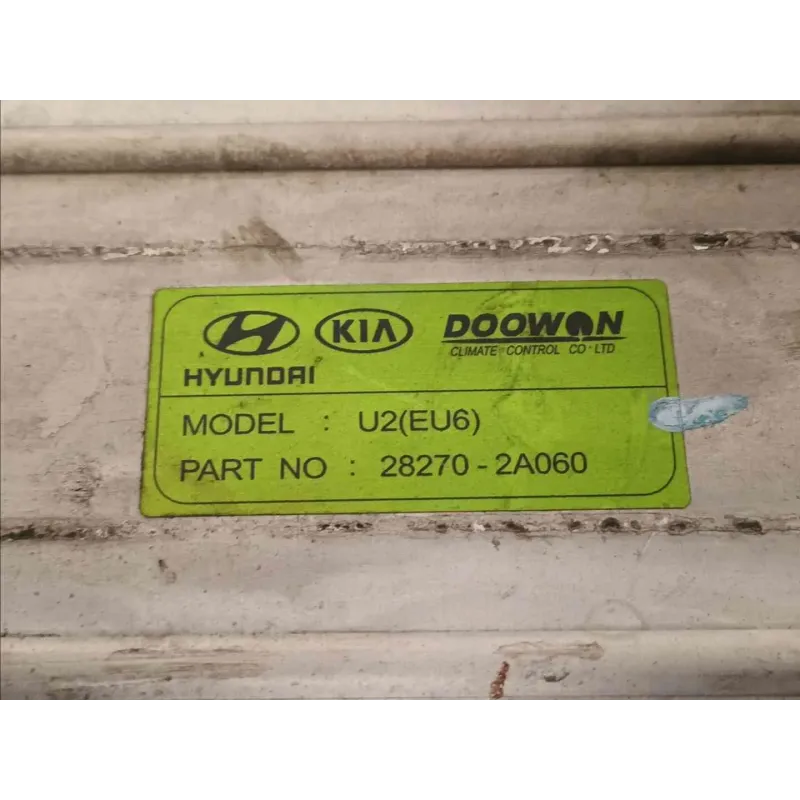 KIA DOOWON
CLIMATE CONTROL CO·LTD
HYUNDAI
MODEL : U2(EU6)
PART NO : 28270-2A060